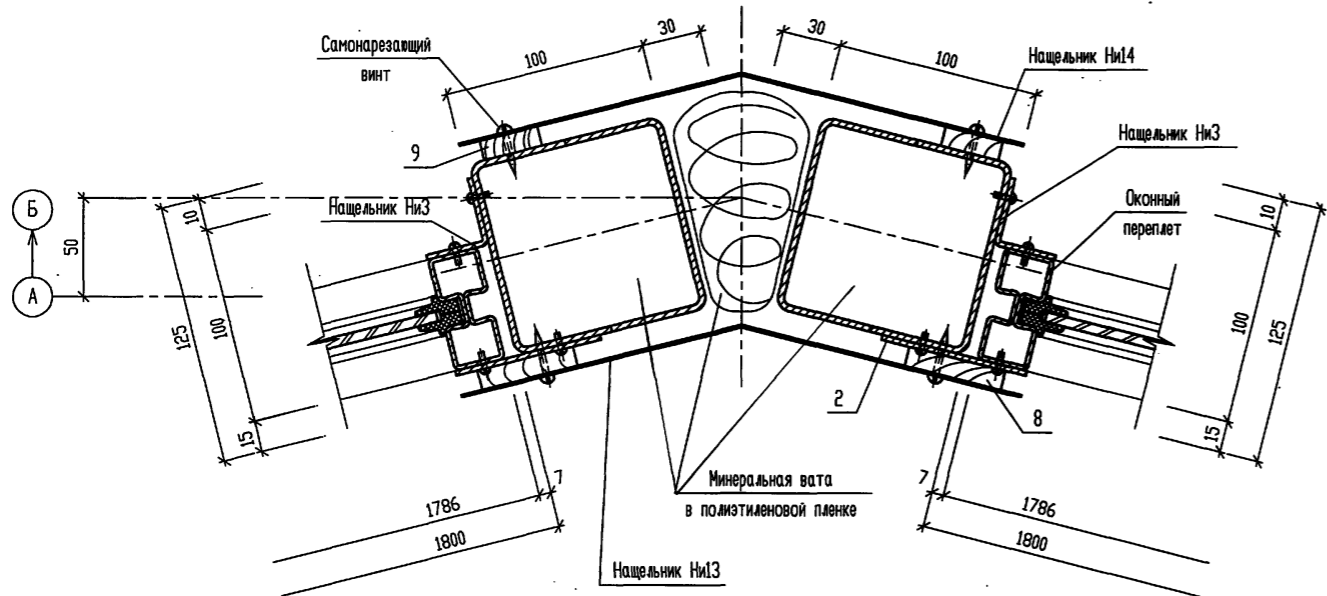 30
30
100
100
Самонарезающий
винт
Нащельник Ни14
Нащельник Ни3
9
Б
50
А
10
Нащельник Ни3
Оконный
переплет
10
125
100
100
125
15
15
2
8
7
7
Минеральная вата
в полиэтиленовой пленке
1786
1800
1786
1800
Нащельник Ни13